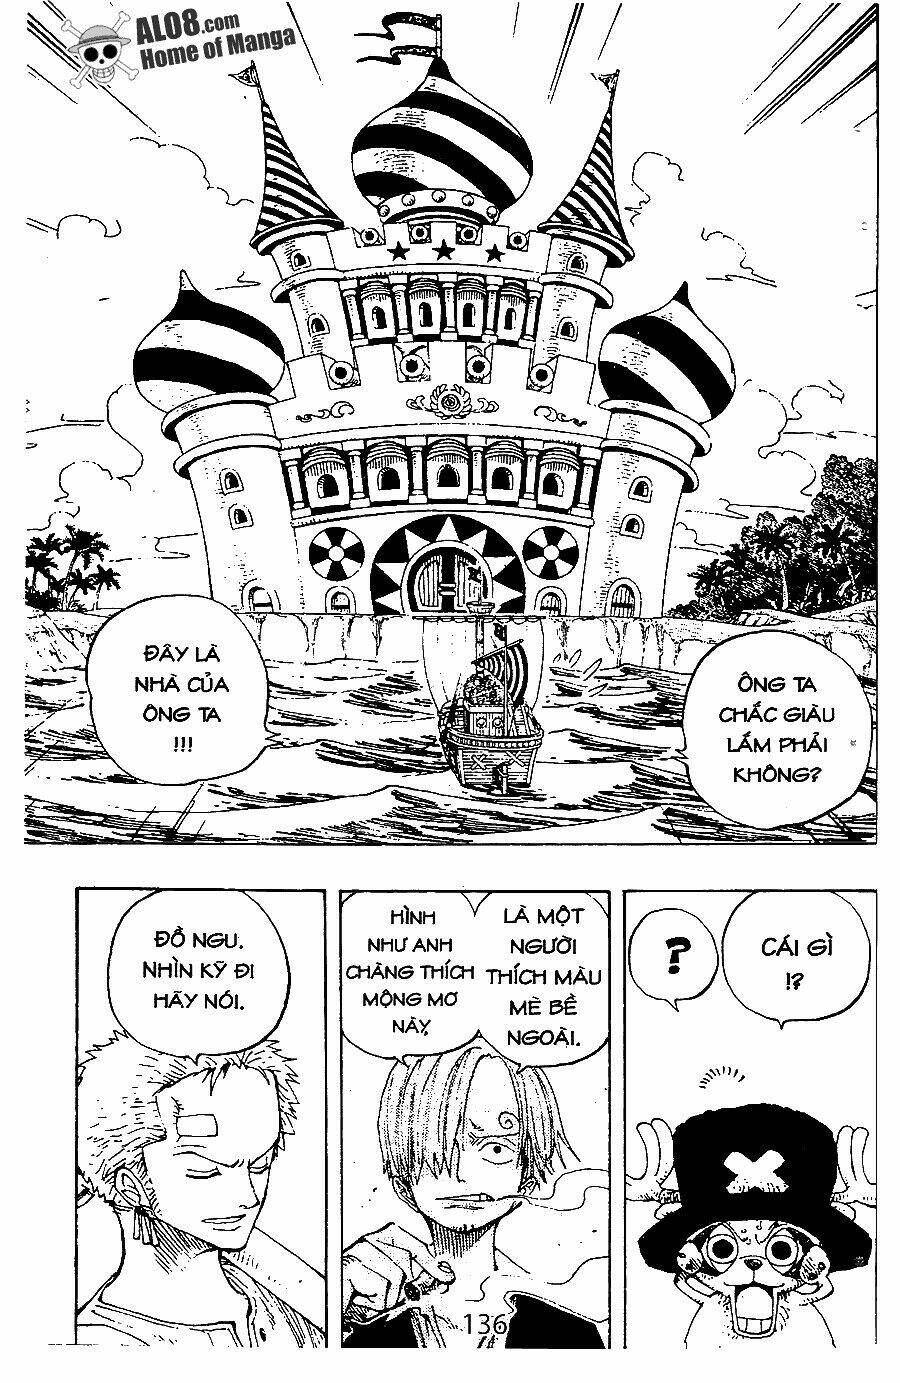 ALO8.com
Home of Manga
ÔNG TA
CHẮC GIÀU
LẮM PHẢI
KHÔNG?
ĐÂY LÀ
NHÀ CỦA
ÔNG TA
!!!
CÁI GÌ
!?
?
LÀ MỘT
NGƯỜI
THÍCH MÀU
MÈ BỀ
NGOÀI.
HÌNH
NHƯ ANH
CHÀNG THÍCH
MỘNG MƠ
NÀY,
ĐỒ NGU.
NHÌN KỸ ĐI
HÃY NÓI.
136